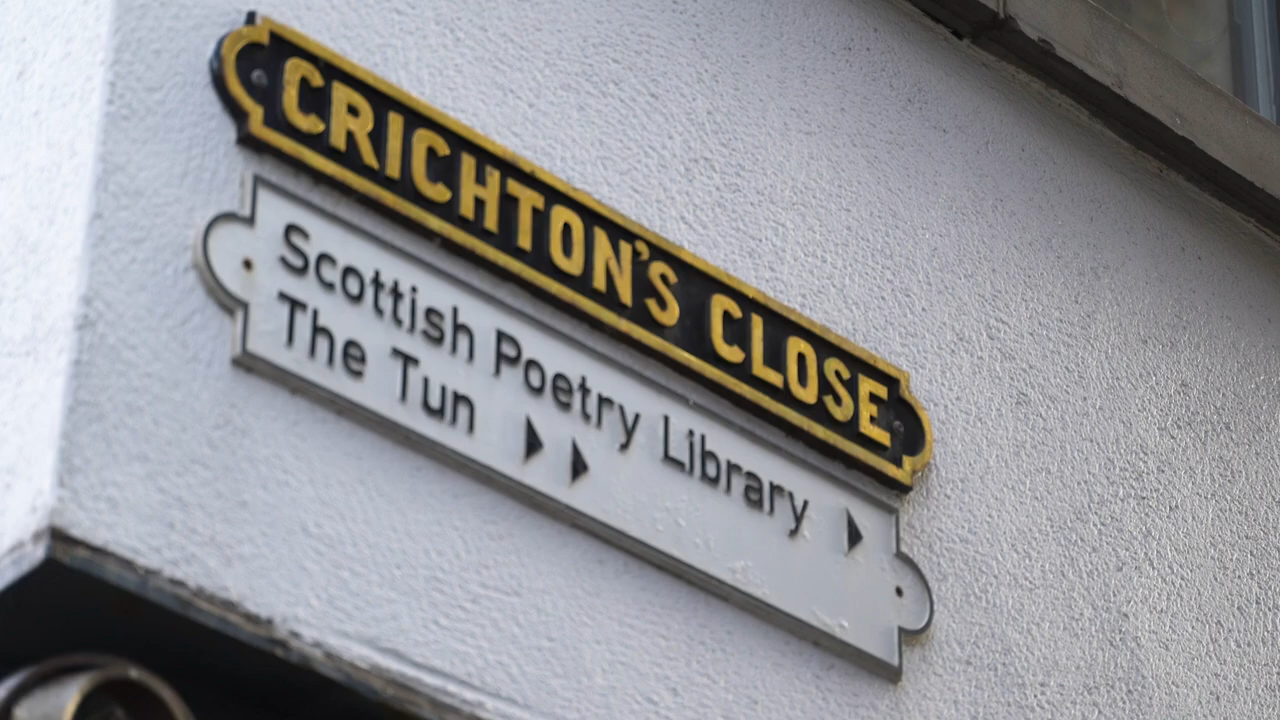 CRICHTON'S CLOSE
Scottish Poetry Library ▶
The Tun ▶ ▶